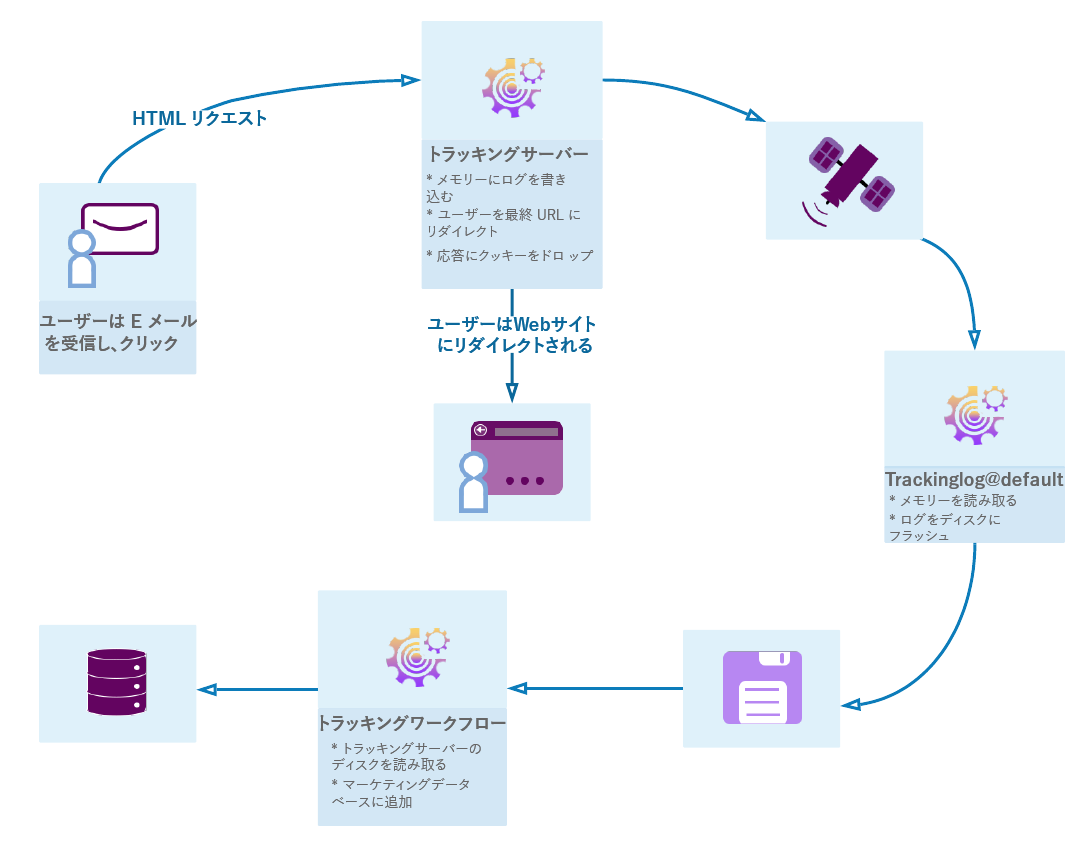 HTML リクエスト
トラッキングサーバー
* メモリーにログを書き
込む
* ユーザーを最終 URL に
リダイレクト
* 応答にクッキーをドロップ
ユーザーは E メール
を受信し、クリック
ユーザーはWebサイト
にリダイレクトされる
Trackinglog@default
* メモリーを読み取る
* ログをディスクに
フラッシュ
トラッキングワークフロー
* トラッキングサーバーの
ディスクを読み取る
* マーケティングデータ
ベースに追加